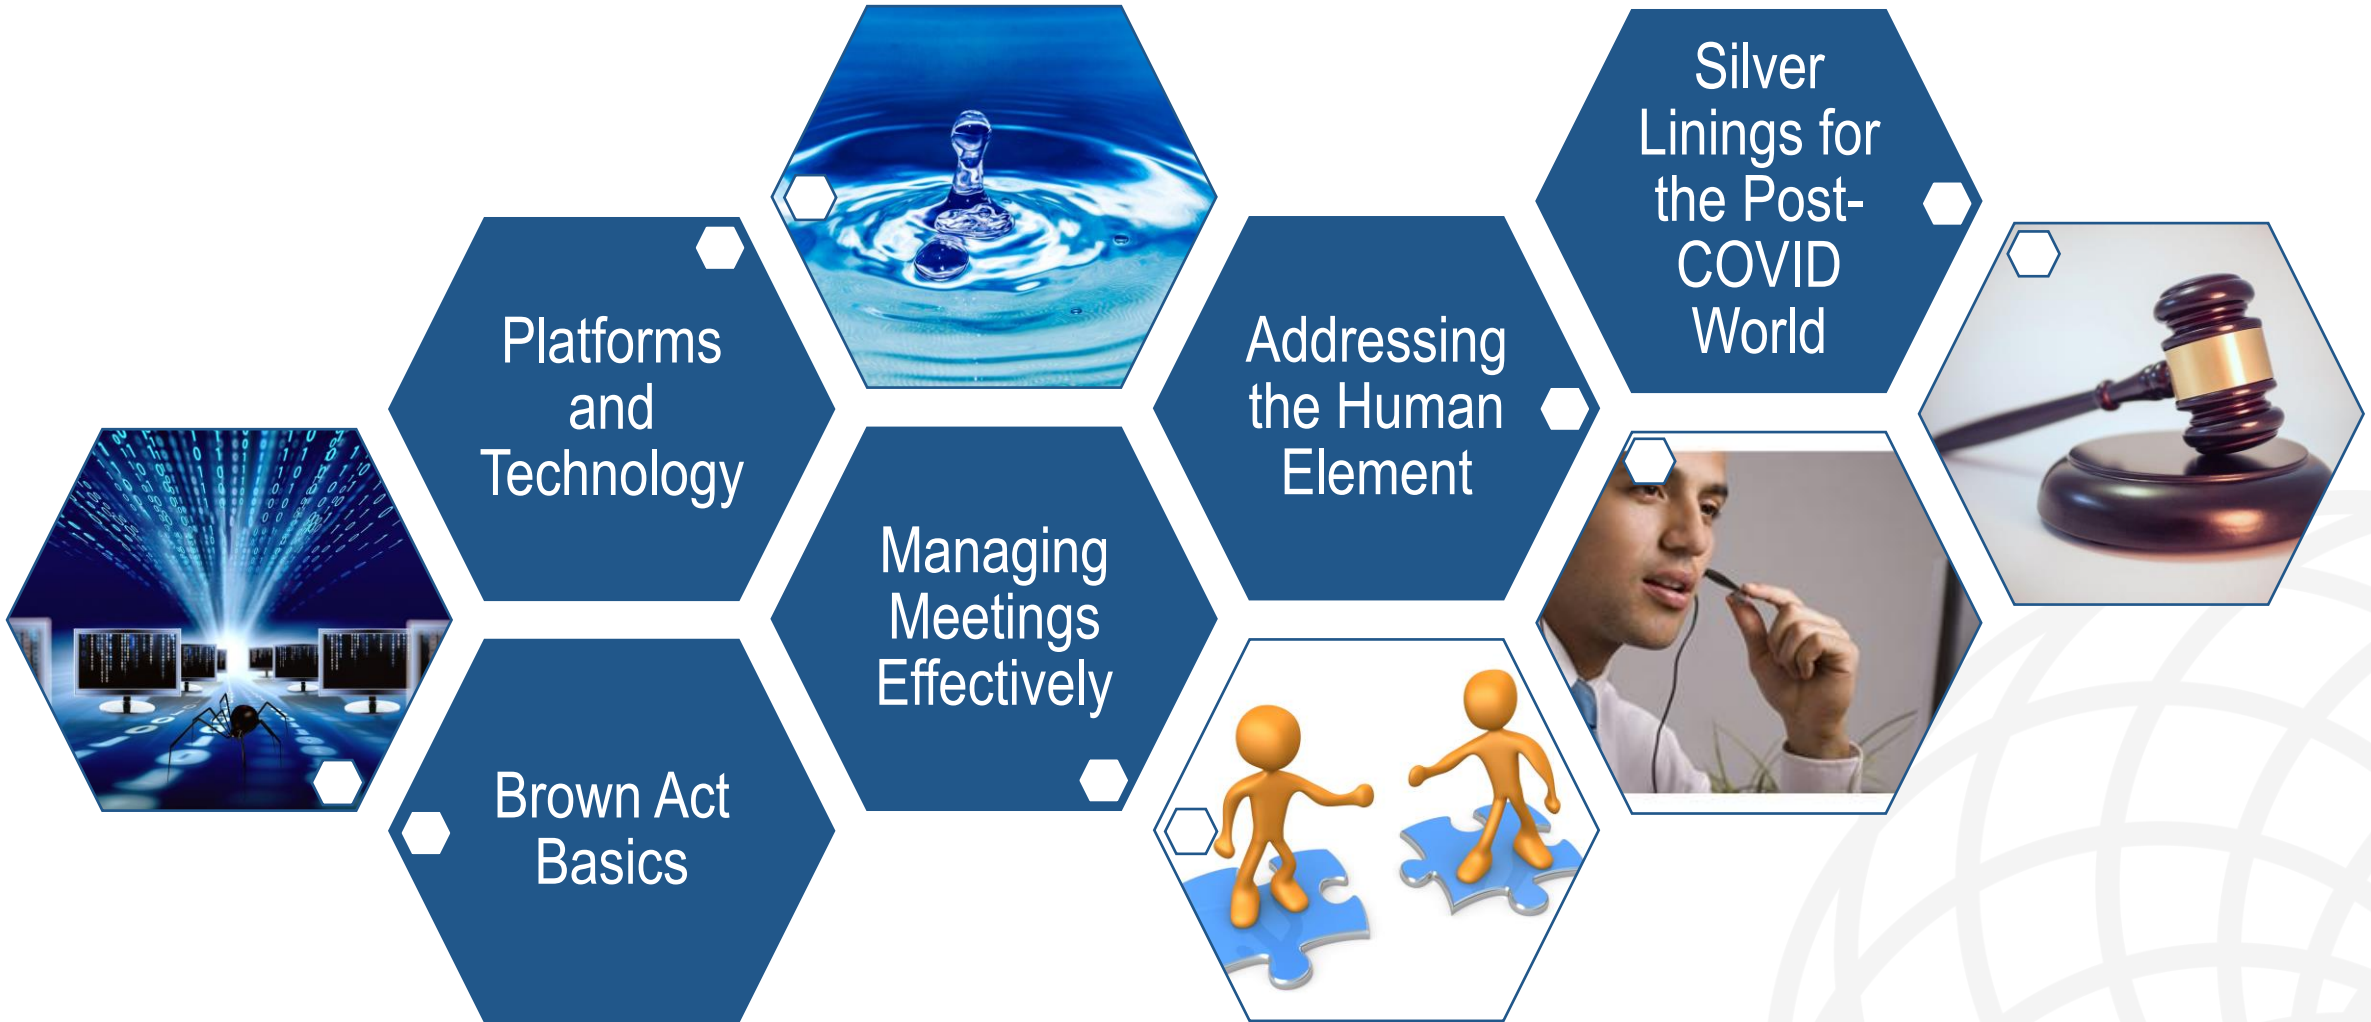 Platforms
and
Technology
Brown Act
Basics
Managing
Meetings
Effectively
Addressing
the Human
Element
Silver
Linings for
the Post-
COVID
World